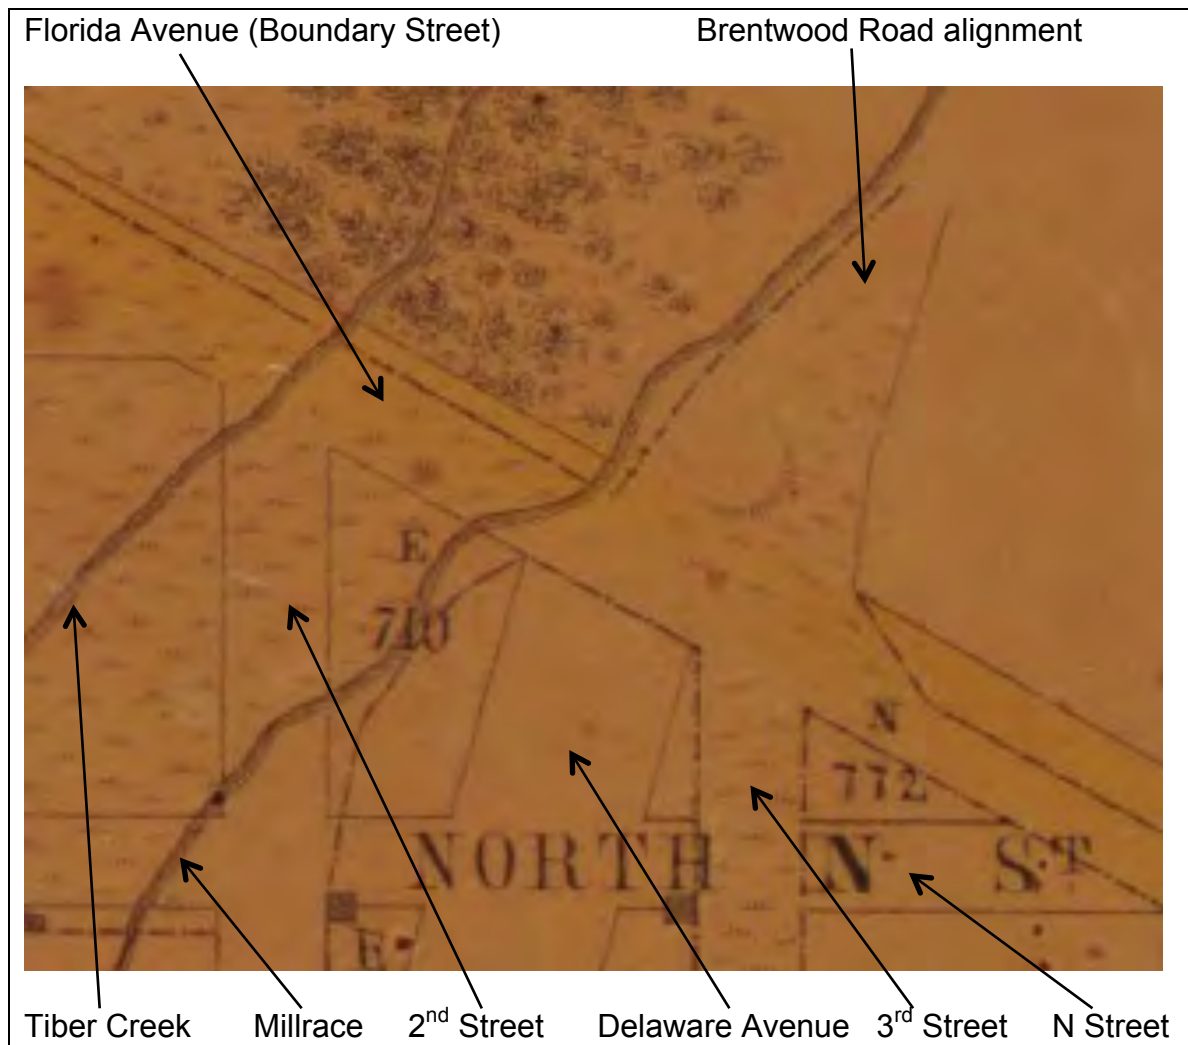 Florida Avenue (Boundary Street) Brentwood Road alignment
E
710
N
772
NORTH N ST
E
Tiber Creek Millrace 2nd Street Delaware Avenue 3rd Street N Street